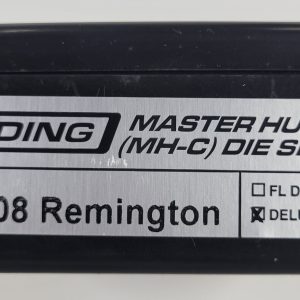 DING MASTER HU
(MH-C) DIE S
08 Remington
FL D
DELU